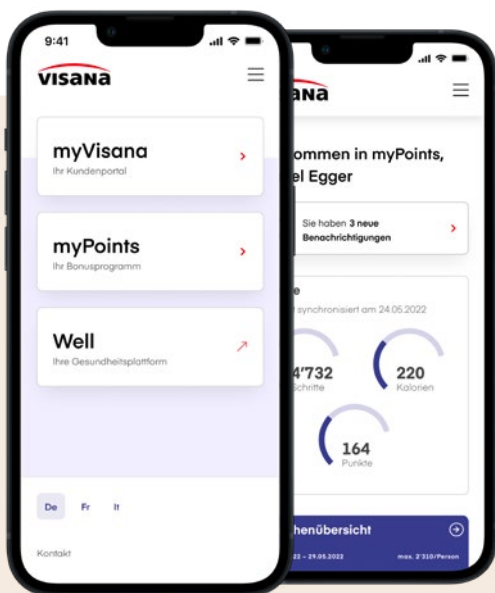 9:41
VISANA
myVisana
Ihr Kundenportal
myPoints
Ihr Bonusprogramm
Well
Ihre Gesundheitsplattform
De Fr It
Kontakt
ANA
ommen in myPoints,
el Egger
Sie haben 3 neue
Benachrichtigungen
e
t synchronisiert am 24.05.2022
4'732
Schritte
220
Kalorien
164
Punkte
henübersicht
22 – 29.05.2022 max. 2'310/Person